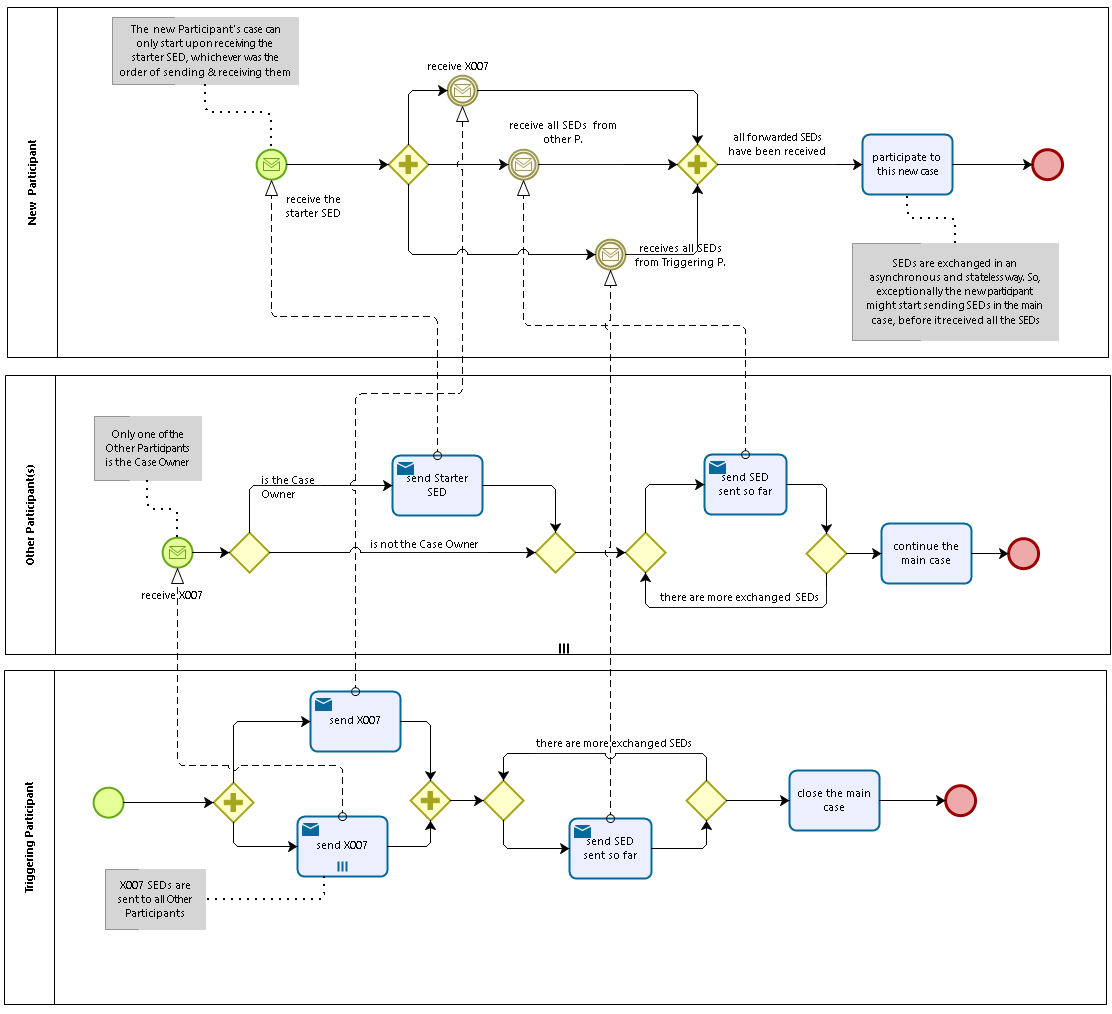 New Participant
The new Participant's case can
only start upon receiving the
starter SED, whichever was the
order of sending & receiving them
receive the
starter SED
receive X007
receive all SEDs from
other P.
receives all SEDs
from Triggering P.
all forwarded SEDs
have been received
participate to
this new case
SEDs are exchanged in an
asynchronous and stateless way. So,
exceptionally the new participant
might start sending SEDs in the main
case, before it received all the SEDs
Other Participant(s)
Only one of the
Other Participants
is the Case Owner
receive X007
is the Case
Owner
send Starter
SED
is not the Case Owner
send SED
sent so far
there are more exchanged SEDs
continue the
main case
Triggering Participant
send X007
send X007
X007 SEDs are
sent to all Other
Participants
there are more exchanged SEDs
send SED
sent so far
close the main
case